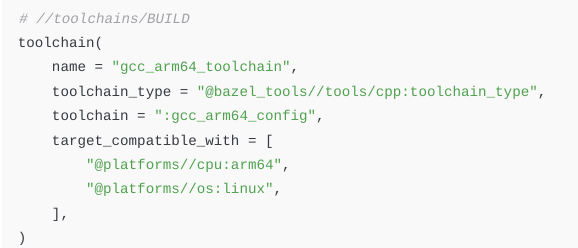 # //toolchains/BUILD
toolchain(
    name = "gcc_arm64_toolchain",
    toolchain_type = "@bazel_tools//tools/cpp:toolchain_type",
    toolchain = ":gcc_arm64_config",
    target_compatible_with = [
        "@platforms//cpu:arm64",
        "@platforms//os:linux",
    ],
)